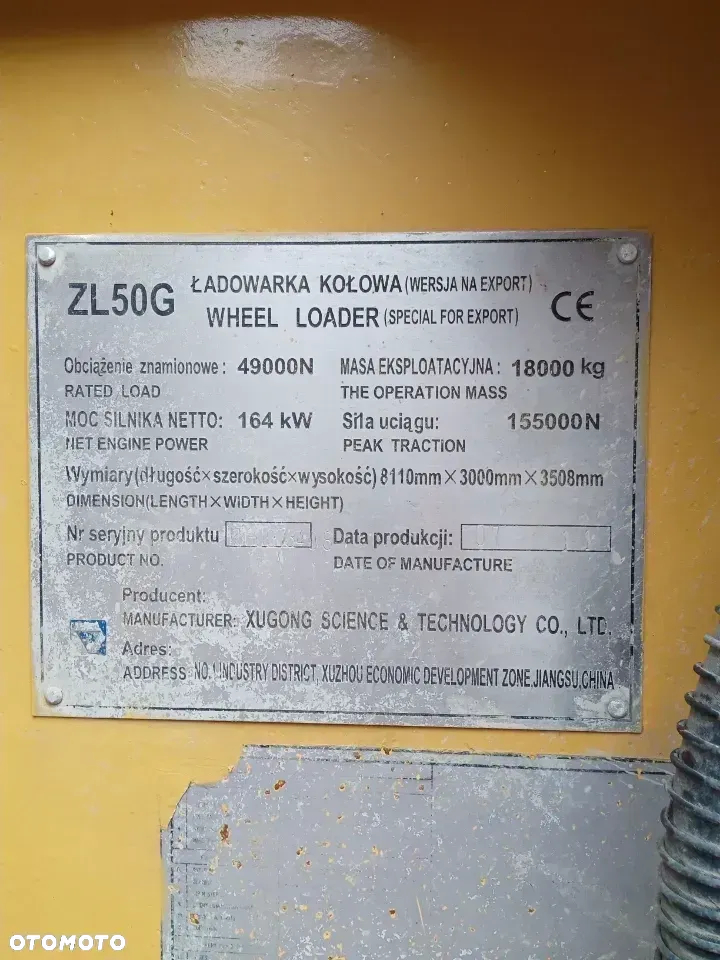 ZL50G ŁADOWARKA KOŁOWA (WERSJA NA EXPORT)
WHEEL LOADER (SPECIAL FOR EXPORT) CE
Obciążenie znamionowe: 49000N MASA EKSPLOATACYJNA: 18000 kg
RATED LOAD THE OPERATION MASS
MOC SILNIKA NETTO: 164 kW Siła uciągu: 155000N
NET ENGINE POWER PEAK TRACTION
Wymiary(długość×szerokość×wysokość) 8110mm×3000mm×3508mm
DIMENSION(LENGTH×WIDTH×HEIGHT)
Nr seryjny produktu Data produkcji:
PRODUCT NO. DATE OF MANUFACTURE
Producent:
MANUFACTURER: XUGONG SCIENCE & TECHNOLOGY CO., LTD.
Adres:
ADDRESS: NO.1 INDUSTRY DISTRICT, XUZHOU ECONOMIC DEVELOPMENT ZONE, JIANGSU, CHINA
OTOMOTO